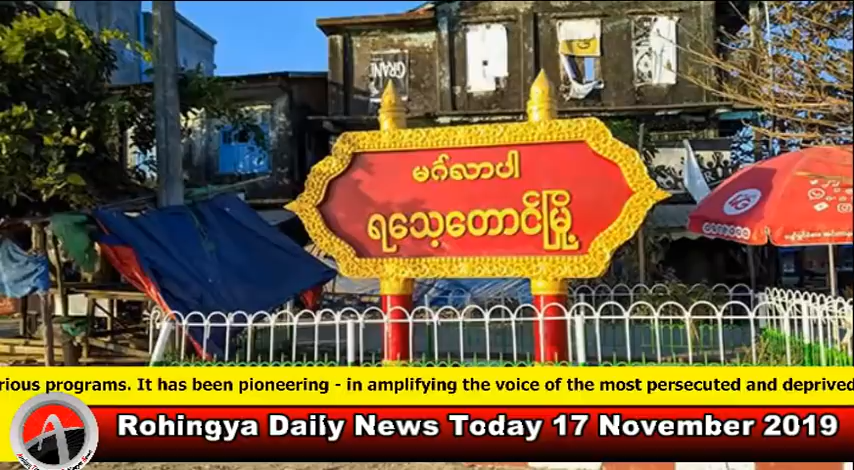 မင်္ဂလာပါ
ရသေ့တောင်မြို့
rious programs. It has been pioneering - in amplifying the voice of the most persecuted and deprived
Rohingya Daily News Today 17 November 2019